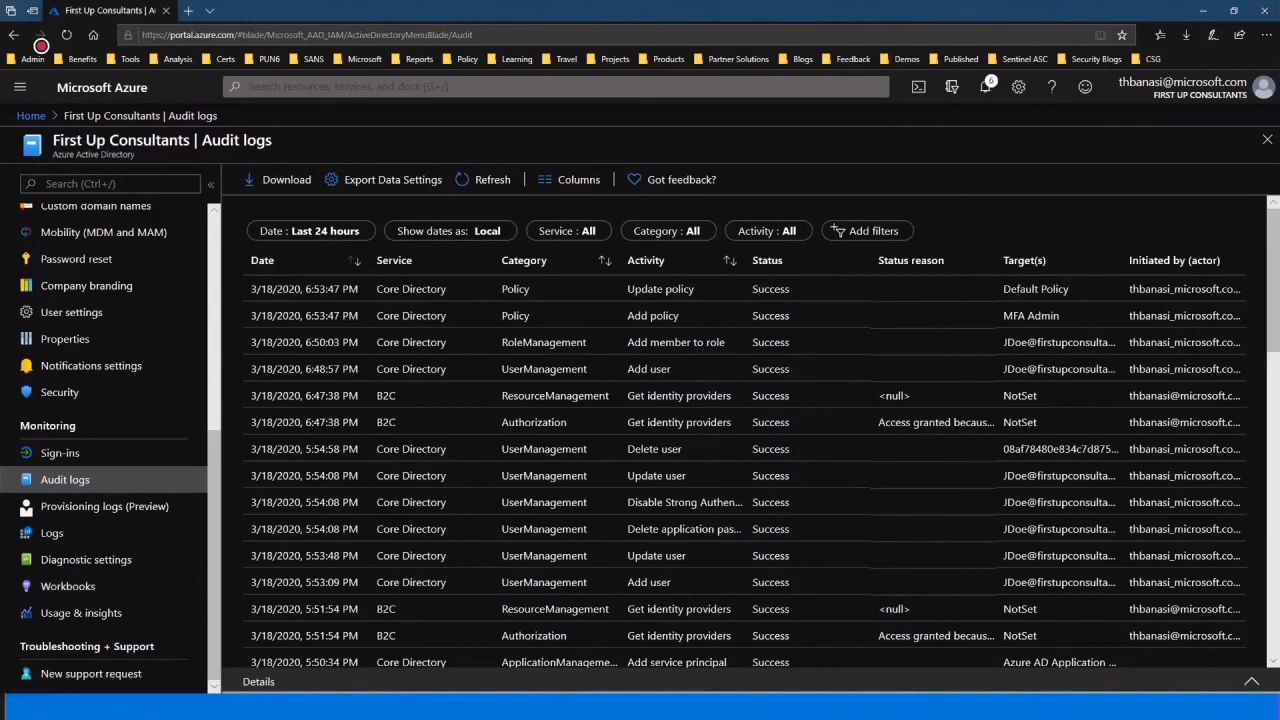 First Up Consultants | Au
https://portal.azure.com/#blade/Microsoft_AAD_IAM/ActiveDirectoryMenuBlade/Audit
Admin Benefits Tools Analysis Certs PUN6 SANS Microsoft Reports Policy Learning Travel Projects Products Partner Solutions Blogs Feedback Demos Published Sentinel ASC Security Blogs CSG
Microsoft Azure
Search resources, services, and docs (G+/)
6
thbanasi@microsoft.com
FIRST UP CONSULTANTS
Home > First Up Consultants | Audit logs
First Up Consultants | Audit logs
Azure Active Directory
Search (Ctrl+/)
«
Custom domain names
Mobility (MDM and MAM)
Password reset
Company branding
User settings
Properties
Notifications settings
Security
Monitoring
Sign-ins
Audit logs
Provisioning logs (Preview)
Logs
Diagnostic settings
Workbooks
Usage & insights
Troubleshooting + Support
New support request
Download Export Data Settings Refresh Columns Got feedback?
Date : Last 24 hours Show dates as: Local Service : All Category : All Activity : All Add filters
Date Service Category Activity Status Status reason Target(s) Initiated by (actor)
3/18/2020, 6:53:47 PM Core Directory Policy Update policy Success Default Policy thbanasi_microsoft.co...
3/18/2020, 6:53:47 PM Core Directory Policy Add policy Success MFA Admin thbanasi_microsoft.co...
3/18/2020, 6:50:03 PM Core Directory RoleManagement Add member to role Success JDoe@firstupconsulta... thbanasi_microsoft.co...
3/18/2020, 6:48:57 PM Core Directory UserManagement Add user Success JDoe@firstupconsulta... thbanasi_microsoft.co...
3/18/2020, 6:47:38 PM B2C ResourceManagement Get identity providers Success <null> NotSet thbanasi@microsoft.c...
3/18/2020, 6:47:38 PM B2C Authorization Get identity providers Success Access granted becaus... NotSet thbanasi@microsoft.c...
3/18/2020, 5:54:58 PM Core Directory UserManagement Delete user Success 08af78480e834c7d875... thbanasi_microsoft.co...
3/18/2020, 5:54:08 PM Core Directory UserManagement Update user Success JDoe@firstupconsulta... thbanasi_microsoft.co...
3/18/2020, 5:54:08 PM Core Directory UserManagement Disable Strong Authen... Success JDoe@firstupconsulta... thbanasi_microsoft.co...
3/18/2020, 5:54:08 PM Core Directory UserManagement Delete application pas... Success JDoe@firstupconsulta... thbanasi_microsoft.co...
3/18/2020, 5:53:48 PM Core Directory UserManagement Update user Success JDoe@firstupconsulta... thbanasi_microsoft.co...
3/18/2020, 5:53:09 PM Core Directory UserManagement Add user Success JDoe@firstupconsulta... thbanasi_microsoft.co...
3/18/2020, 5:51:54 PM B2C ResourceManagement Get identity providers Success <null> NotSet thbanasi@microsoft.c...
3/18/2020, 5:51:54 PM B2C Authorization Get identity providers Success Access granted becaus... NotSet thbanasi@microsoft.c...
3/18/2020, 5:50:34 PM Core Directory ApplicationManageme... Add service principal Success Azure AD Application ...
Details